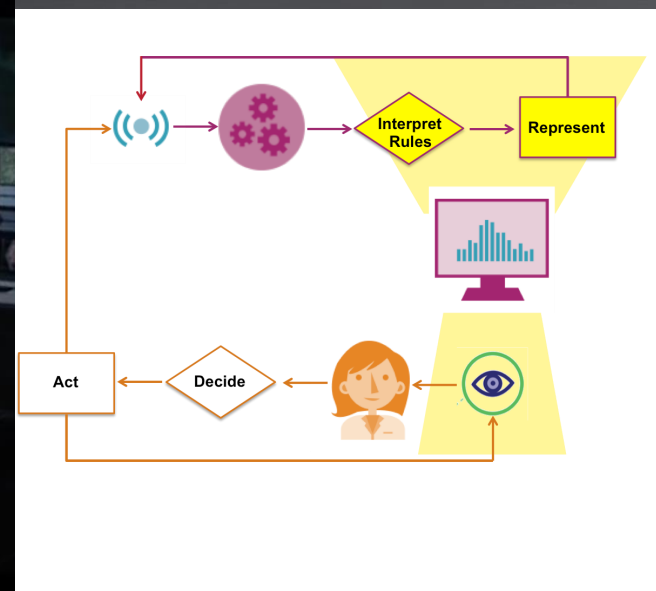 Interpret
Rules
Represent
Act
Decide